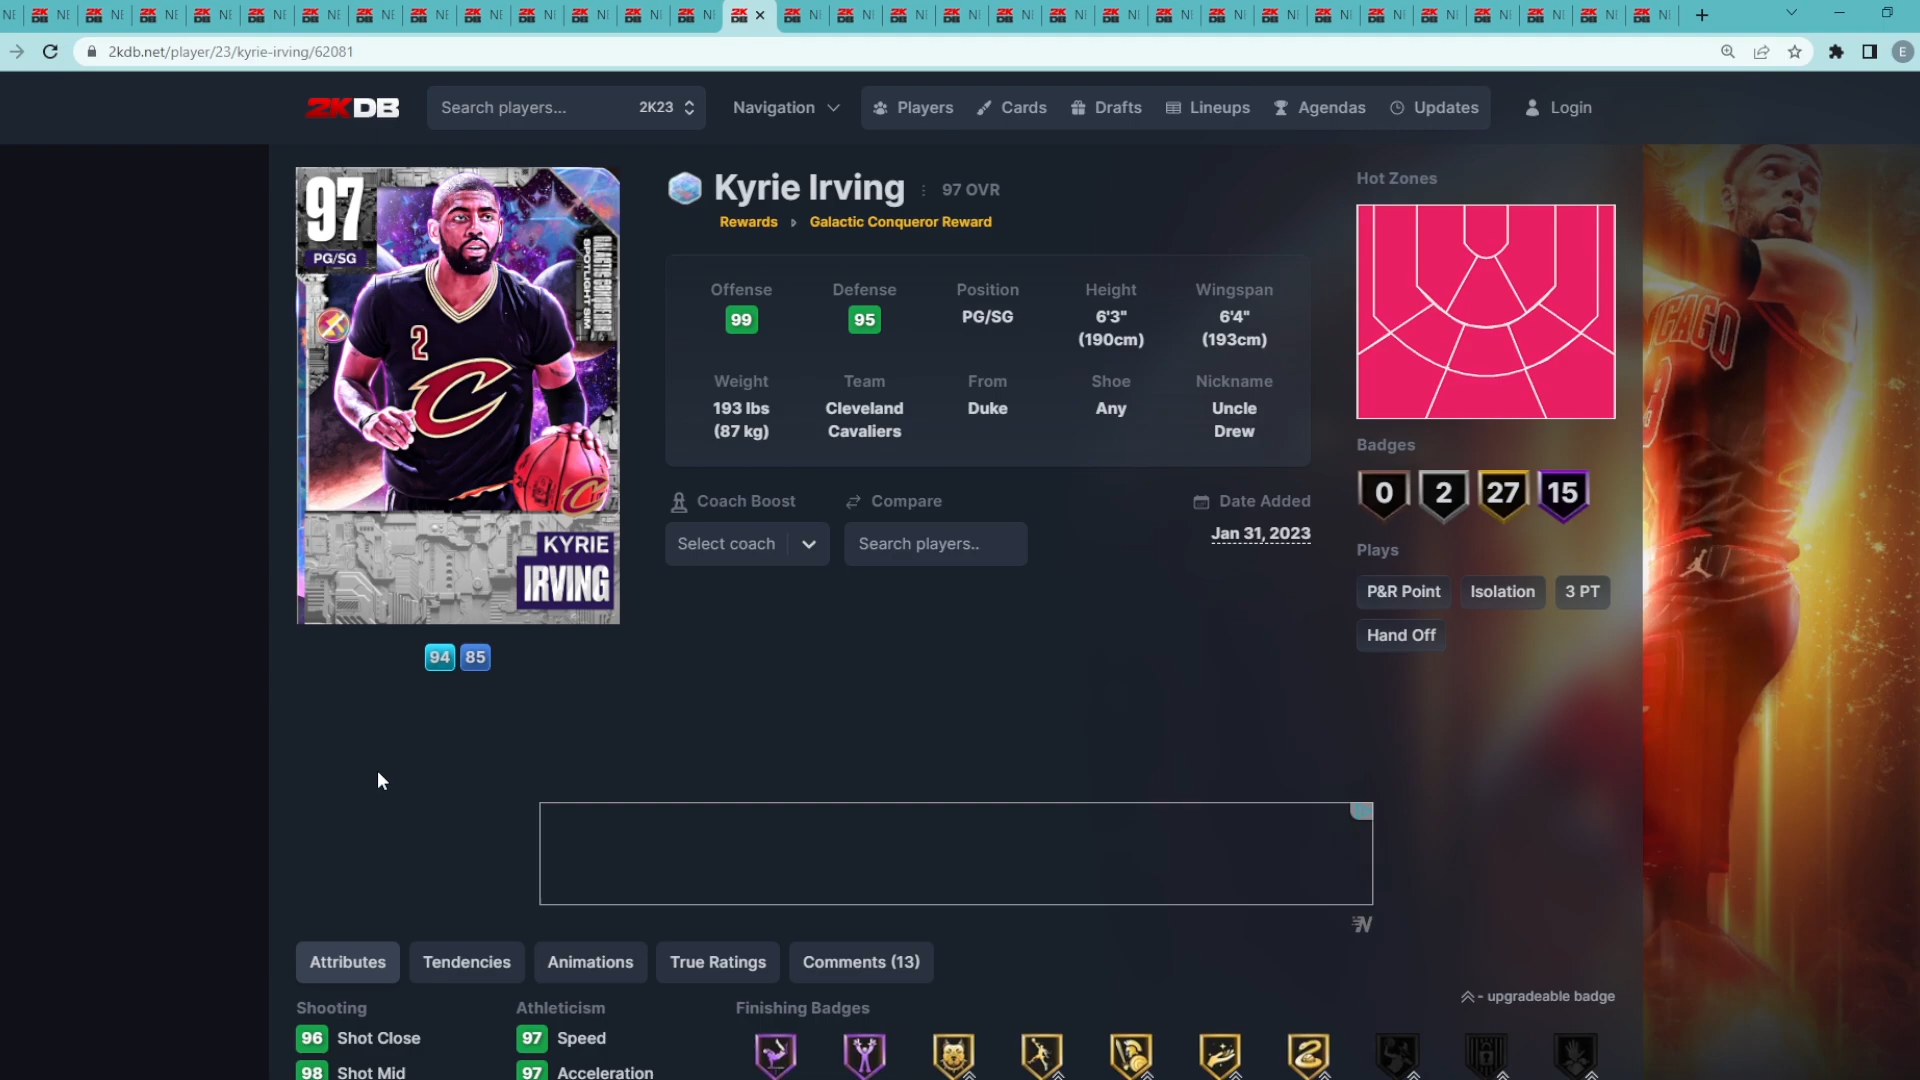 2kdb.net/player/23/kyrie-irving/62081
E
2KDB
Search players...
2K23
Navigation
Players
Cards
Drafts
Lineups
Agendas
Updates
Login
97
PG/SG
GALACTIC CONQUEROR
SPOTLIGHT SIM
2
KYRIE
IRVING
94 85
Kyrie Irving : 97 OVR
Rewards Galactic Conqueror Reward
Offense Defense Position Height Wingspan
99 95 PG/SG 6'3" 6'4"
(190cm) (193cm)
Weight Team From Shoe Nickname
193 lbs Cleveland Duke Any Uncle
(87 kg) Cavaliers Drew
Coach Boost Compare Date Added
Select coach Search players.. Jan 31, 2023
Hot Zones
Badges
0 2 27 15
Plays
P&R Point Isolation 3 PT
Hand Off
Attributes Tendencies Animations True Ratings Comments (13)
- upgradeable badge
Shooting Athleticism Finishing Badges
96 Shot Close 97 Speed
98 Shot Mid 97 Acceleration